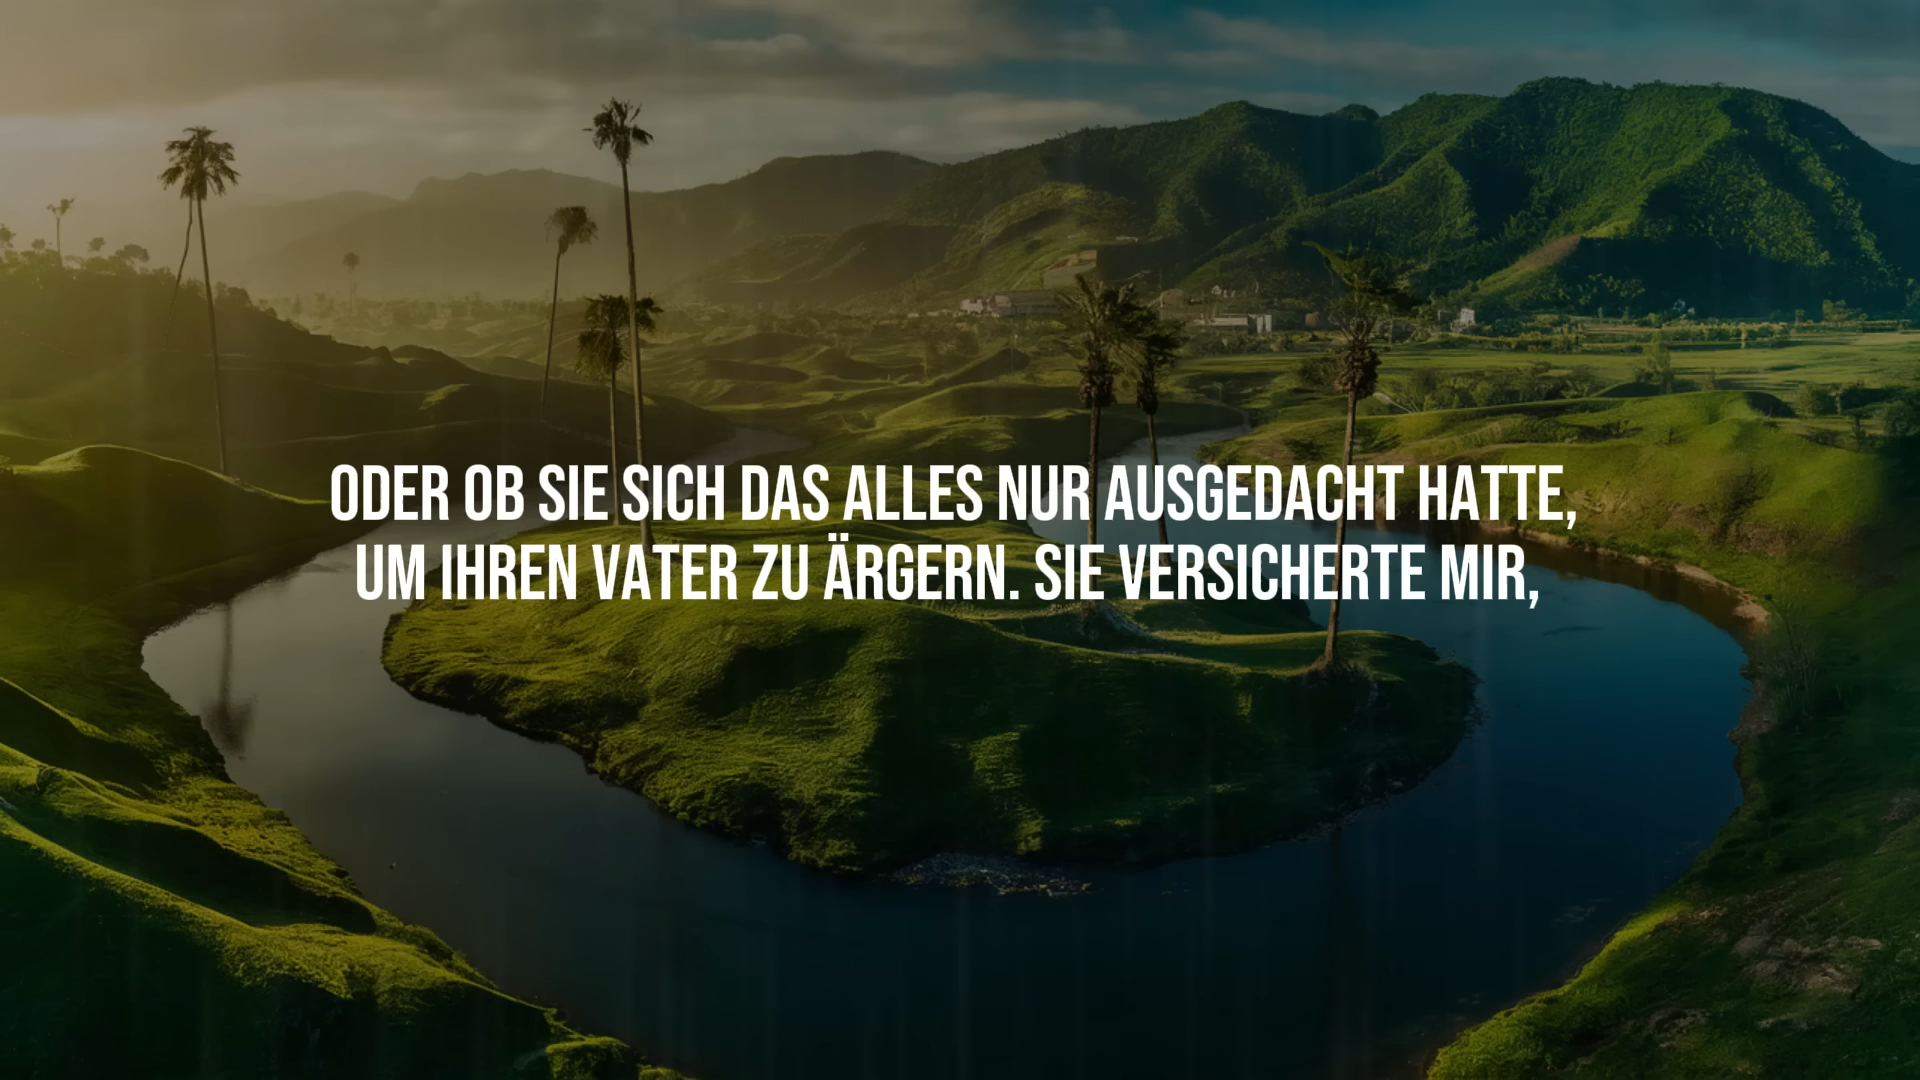 ODER OB SIE SICH DAS ALLES NUR AUSGEDACHT HATTE,
UM IHREN VATER ZU ÄRGERN. SIE VERSICHERTE MIR,